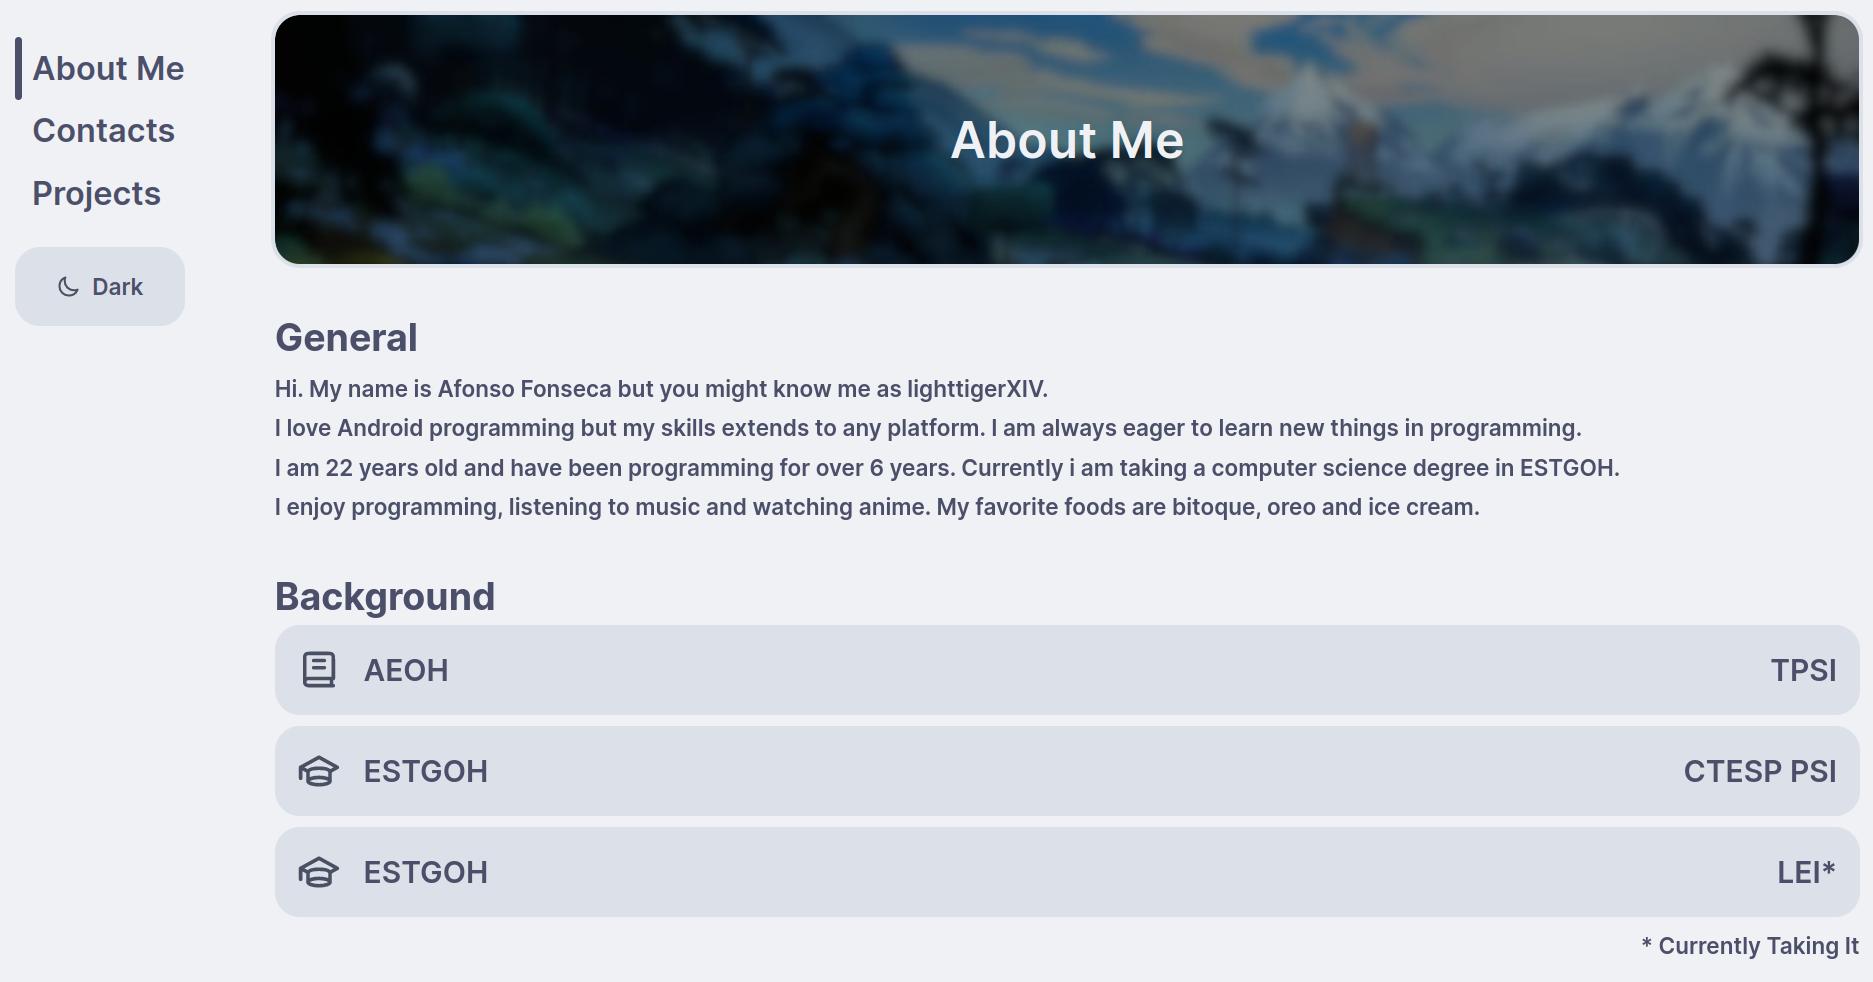 About Me
Contacts
Projects
Dark
About Me
General
Hi. My name is Afonso Fonseca but you might know me as lighttigerXIV.
I love Android programming but my skills extends to any platform. I am always eager to learn new things in programming.
I am 22 years old and have been programming for over 6 years. Currently i am taking a computer science degree in ESTGOH.
I enjoy programming, listening to music and watching anime. My favorite foods are bitoque, oreo and ice cream.
Background
AEOH TPSI
ESTGOH CTESP PSI
ESTGOH LEI*
* Currently Taking It